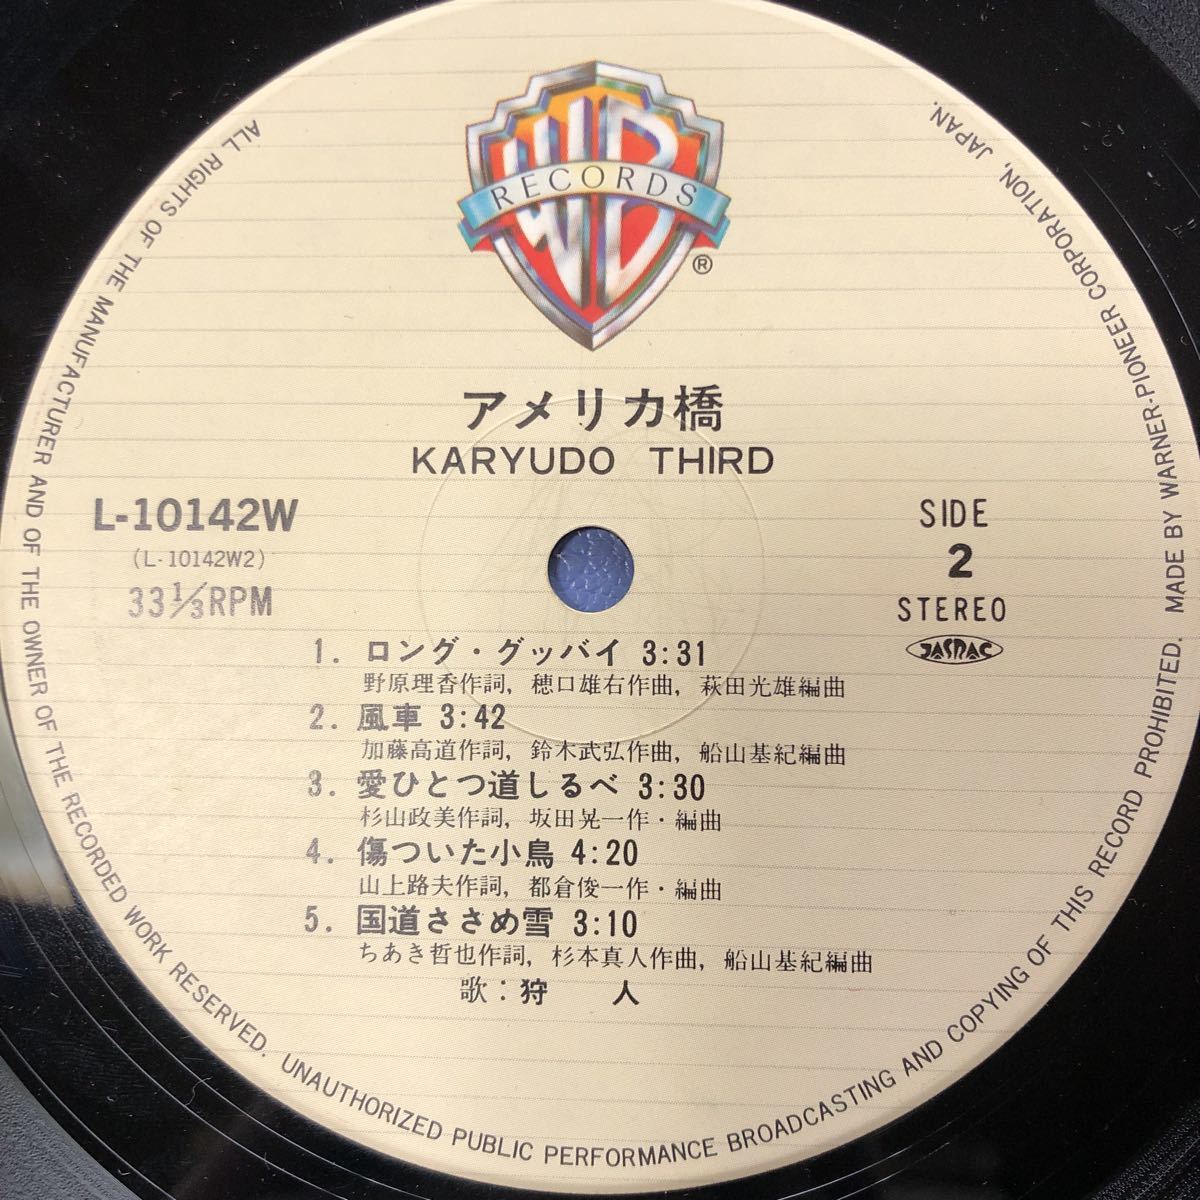 WB
RECORDS
®
アメリカ橋
KARYUDO THIRD
L-10142W
(L-10142W2)
33⅓RPM
SIDE
2
STEREO
JASRAC
1. ロング・グッバイ 3:31
野原理香作詞, 穂口雄右作曲, 萩田光雄編曲
2. 風車 3:42
加藤高道作詞, 鈴木武弘作曲, 船山基紀編曲
3. 愛ひとつ道しるべ 3:30
杉山政美作詞, 坂田晃一作・編曲
4. 傷ついた小鳥 4:20
山上路夫作詞, 都倉俊一作・編曲
5. 国道ささめ雪 3:10
ちあき哲也作詞, 杉本真人作曲, 船山基紀編曲
歌:狩 人
ALL RIGHTS OF THE MANUFACTURER AND OF THE OWNER OF THE RECORDED WORK RESERVED. UNAUTHORIZED PUBLIC PERFORMANCE BROADCASTING AND COPYING OF THIS RECORD PROHIBITED. MADE BY WARNER-PIONEER CORPORATION, JAPAN.